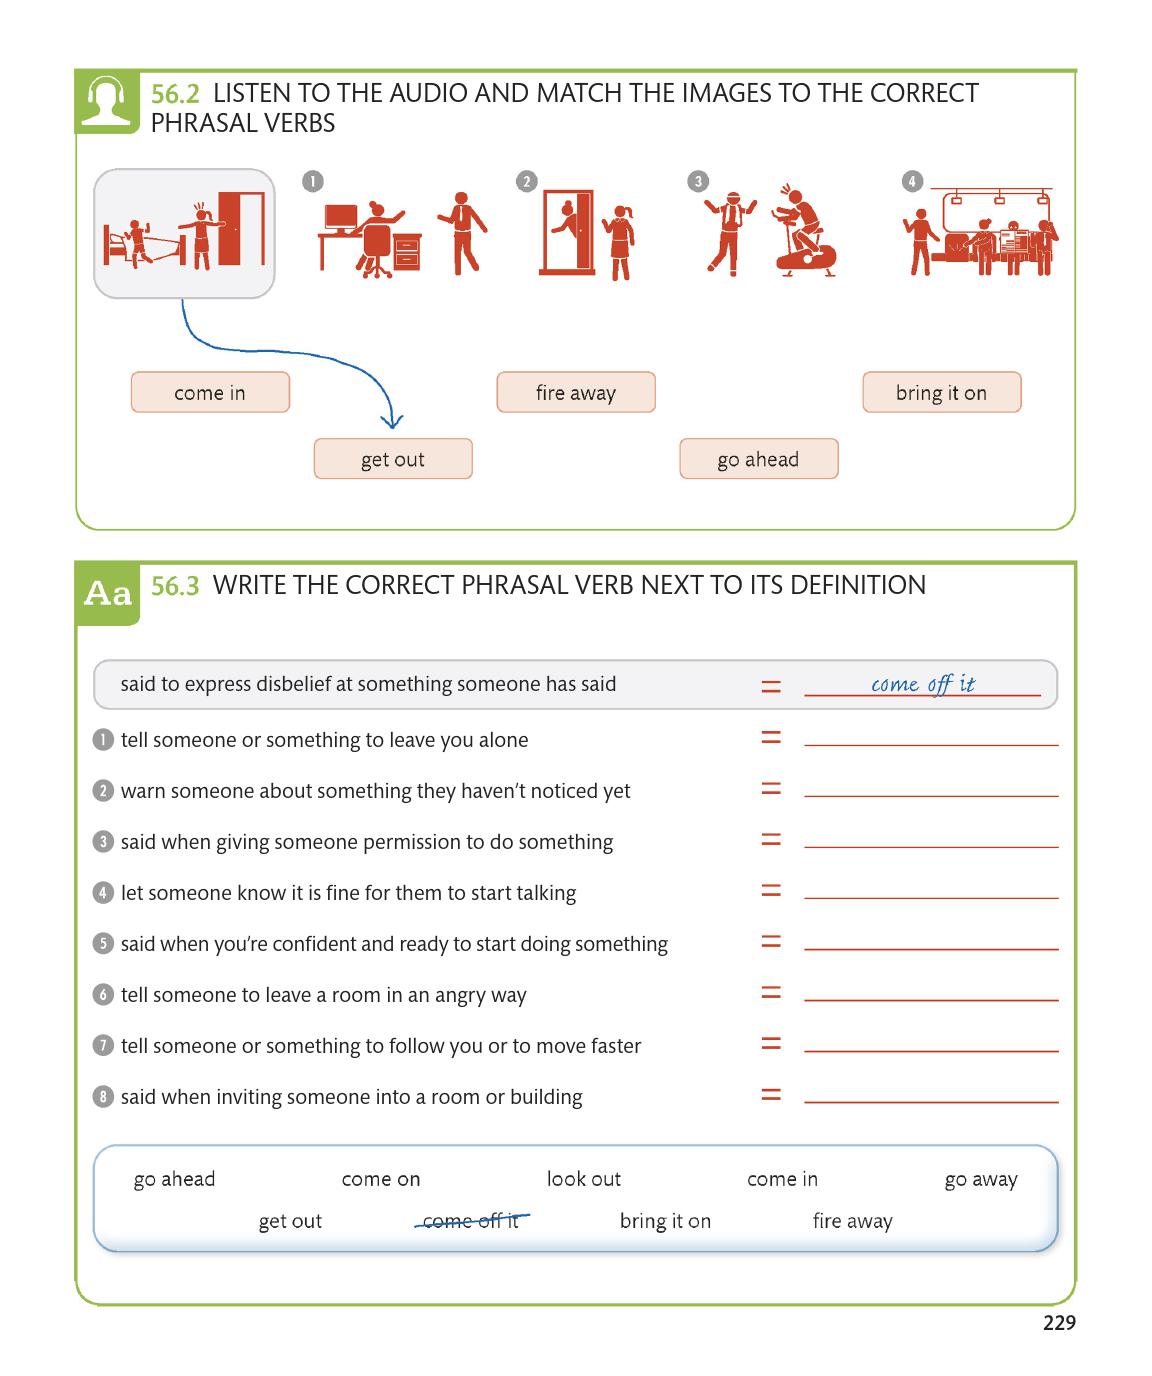 56.2 LISTEN TO THE AUDIO AND MATCH THE IMAGES TO THE CORRECT
PHRASAL VERBS
1 2 3 4
come in fire away bring it on
get out go ahead
Aa 56.3 WRITE THE CORRECT PHRASAL VERB NEXT TO ITS DEFINITION
said to express disbelief at something someone has said = come off it
1 tell someone or something to leave you alone =
2 warn someone about something they haven’t noticed yet =
3 said when giving someone permission to do something =
4 let someone know it is fine for them to start talking =
5 said when you’re confident and ready to start doing something =
6 tell someone to leave a room in an angry way =
7 tell someone or something to follow you or to move faster =
8 said when inviting someone into a room or building =
go ahead come on look out come in go away
get out come off it bring it on fire away
229